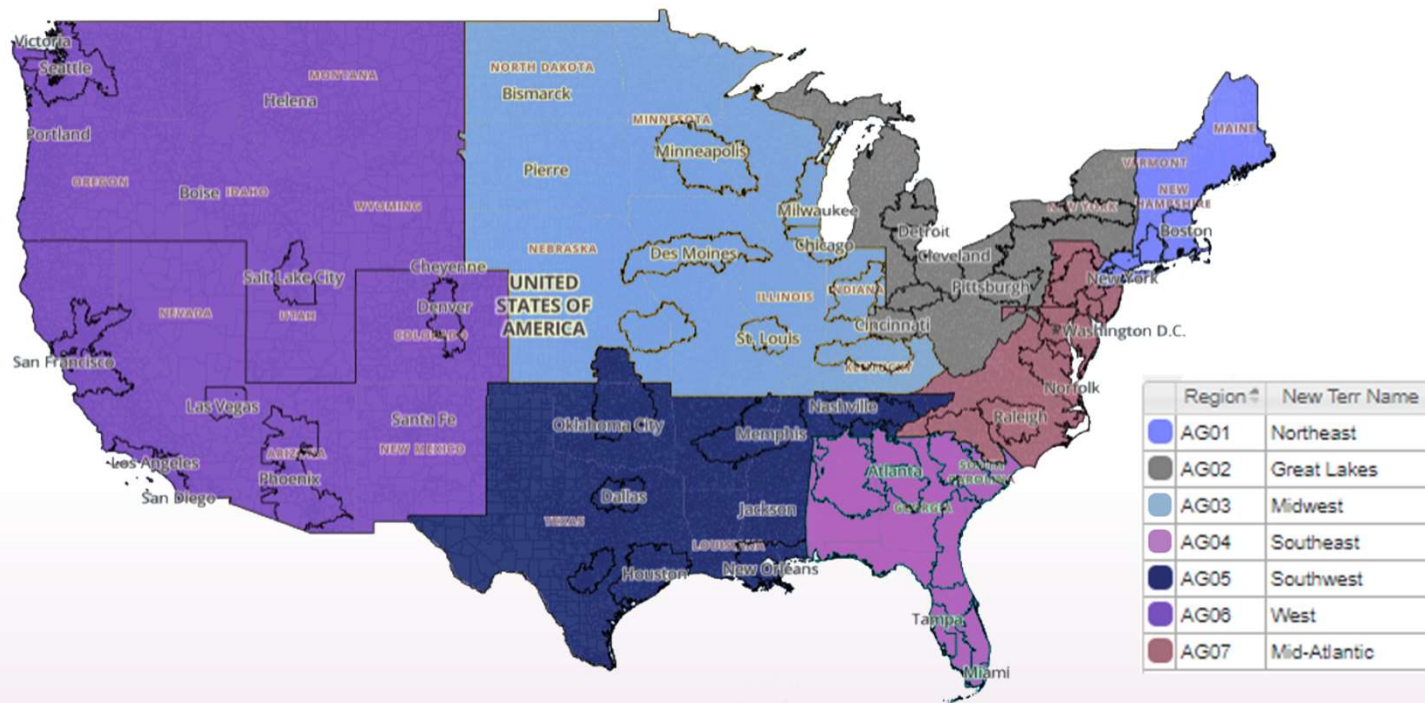 Victoria
Seattle
MONTANA
NORTH DAKOTA
Bismarck
Helena
MINNESOTA
MAINE
Portland
Minneapolis
VERMONT
Pierre
OREGON
Boise IDAHO
WYOMING
NEW
HAMPSHIRE
Milwaukee
NEW YORK
Detroit
Boston
Chicago
NEBRASKA
Des Moines
Cleveland
Cheyenne
Salt Lake City
UNITED
STATES OF
AMERICA
Pittsburgh
New York
ILLINOIS
INDIANA
Denver
NEVADA
UTAH
COLORADO
St. Louis
Cincinnati
Washington D.C.
San Francisco
KENTUCKY
Norfolk
Las Vegas
Santa Fe
Nashville
Raleigh
Oklahoma City
Memphis
NEW MEXICO
ARIZONA
Los Angeles
Phoenix
Atlanta
SOUTH
CAROLINA
San Diego
Dallas
Jackson
GEORGIA
TEXAS
LOUISIANA
Houston
New Orleans
Tampa
Miami
Region New Terr Name
AG01 Northeast
AG02 Great Lakes
AG03 Midwest
AG04 Southeast
AG05 Southwest
AG06 West
AG07 Mid-Atlantic